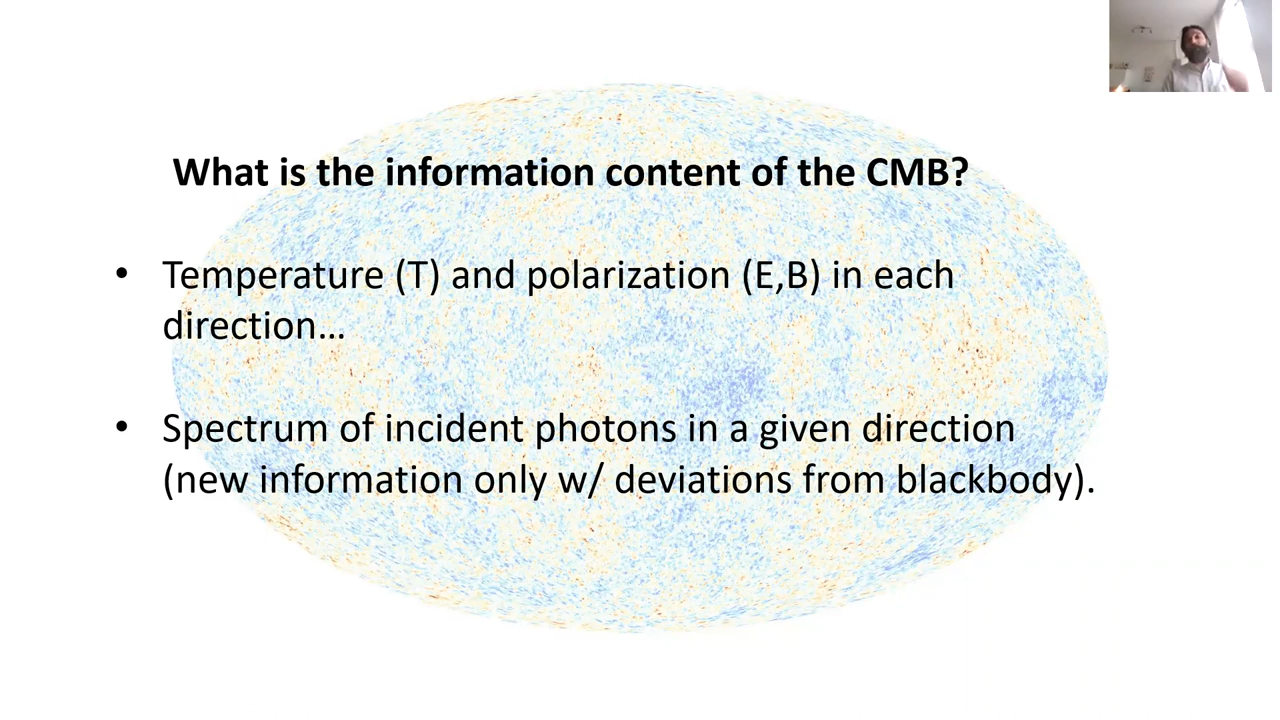 What is the information content of the CMB?
• Temperature (T) and polarization (E,B) in each
direction…
• Spectrum of incident photons in a given direction
(new information only w/ deviations from blackbody).